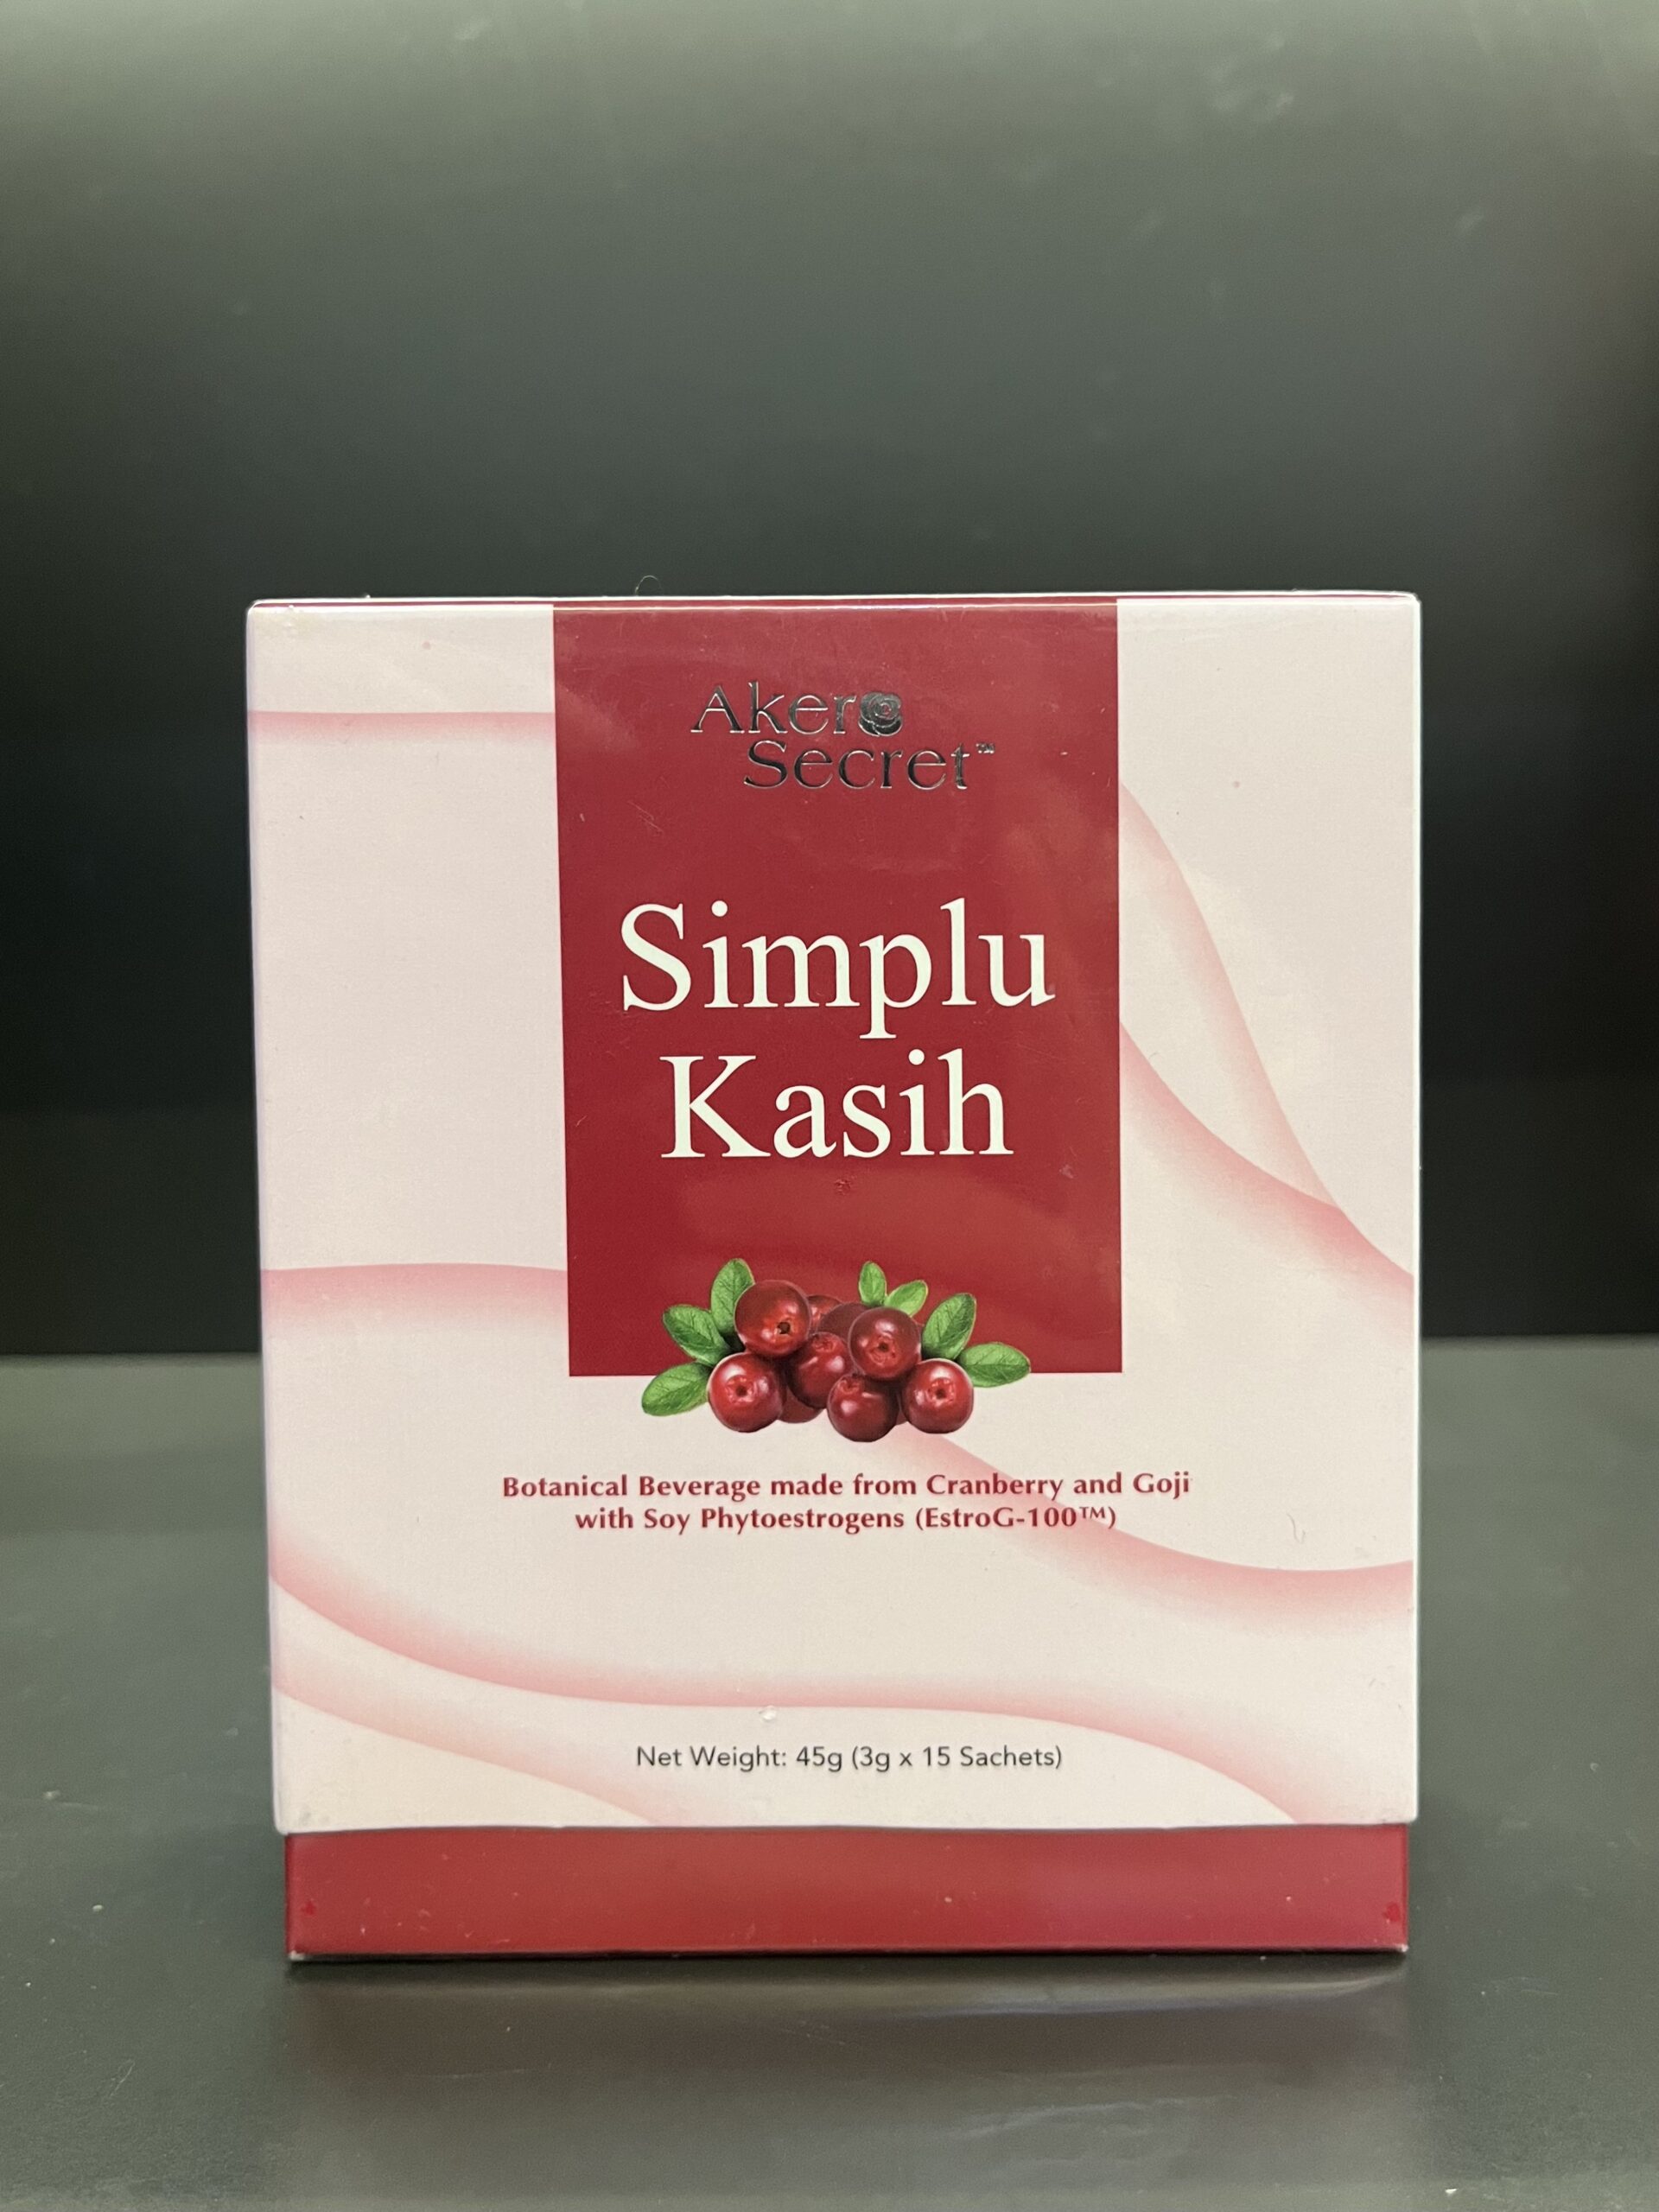 Akero
Secret™
Simplu
Kasih
Botanical Beverage made from Cranberry and Goji
with Soy Phytoestrogens (EstroG-100™)
Net Weight: 45g (3g x 15 Sachets)